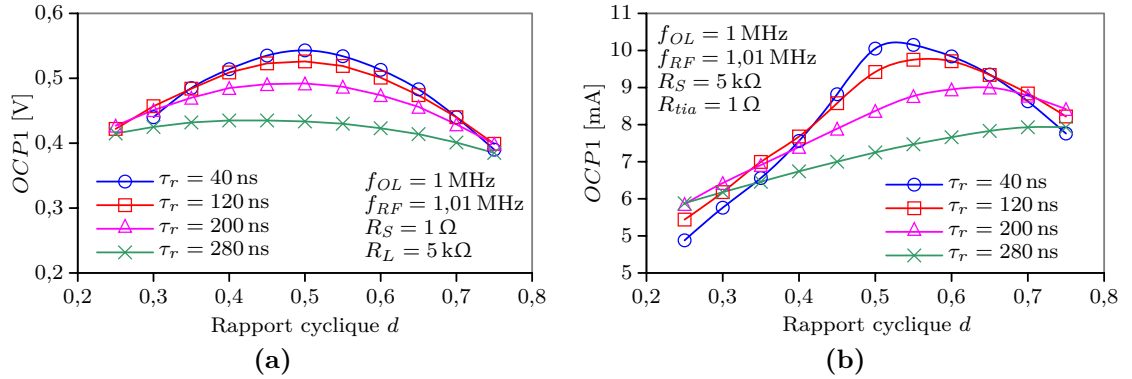 0,6
0,5
0,4
0,3
0,2
OCP1 [V]
τr = 40 ns
τr = 120 ns
τr = 200 ns
τr = 280 ns
fOL = 1 MHz
fRF = 1,01 MHz
RS = 1 Ω
RL = 5 kΩ
0,2 0,3 0,4 0,5 0,6 0,7 0,8
Rapport cyclique d
(a)
11
10
9
8
7
6
5
OCP1 [mA]
fOL = 1 MHz
fRF = 1,01 MHz
RS = 5 kΩ
Rtia = 1 Ω
τr = 40 ns
τr = 120 ns
τr = 200 ns
τr = 280 ns
0,2 0,3 0,4 0,5 0,6 0,7 0,8
Rapport cyclique d
(b)